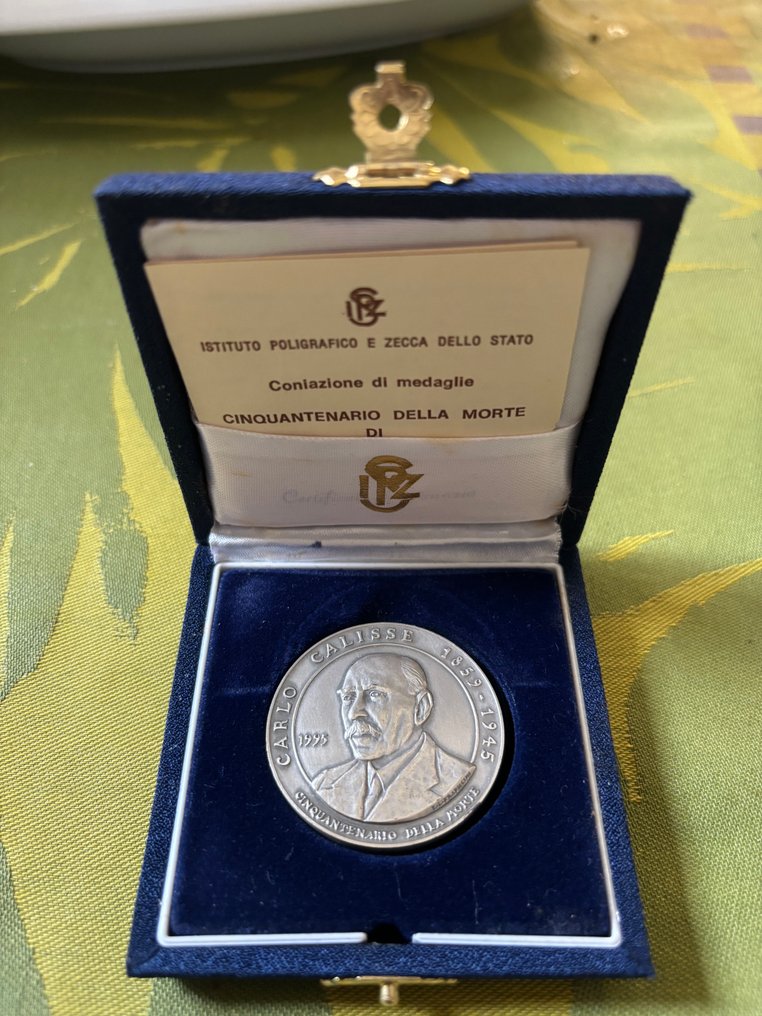 IPZS
ISTITUTO POLIGRAFICO E ZECCA DELLO STATO
Coniazione di medaglie
CINQUANTENARIO DELLA MORTE
DI
IPZS
CARLO CALISSE 1859-1945
1995
CINQUANTENARIO DELLA MORTE